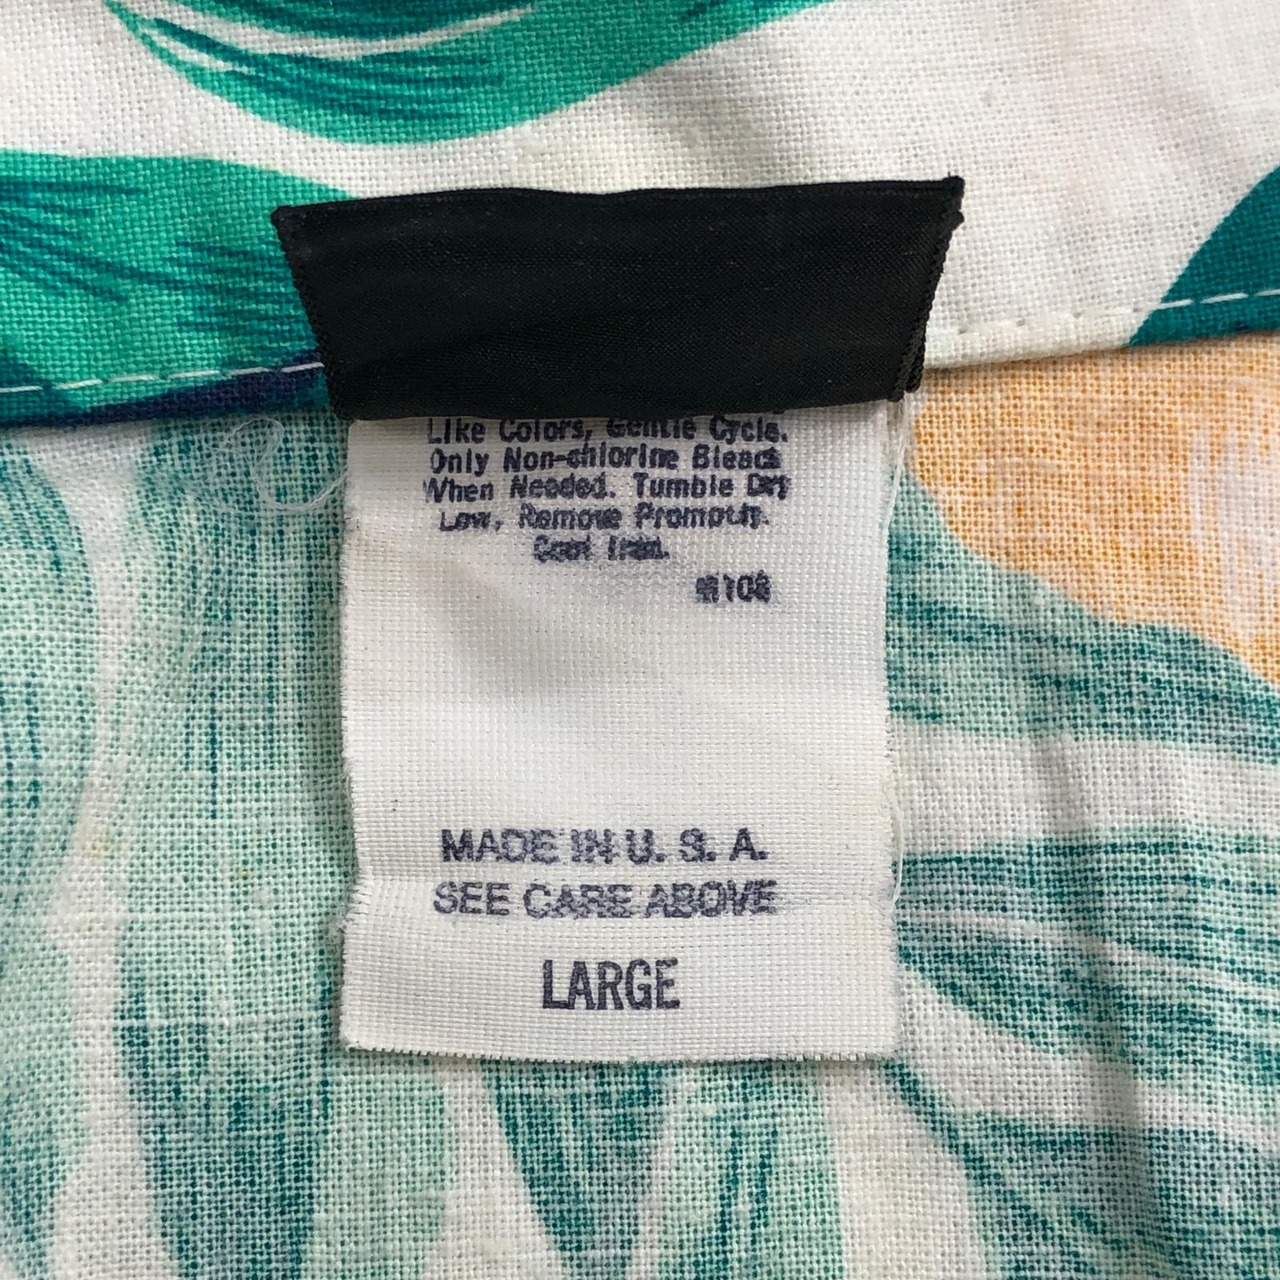 Like Colors, Gentle Cycle.
Only Non-chlorine Bleach
When Needed. Tumble Dry
Low, Remove Promptly.
Cool Iron.
MADE IN U. S. A.
SEE CARE ABOVE
LARGE